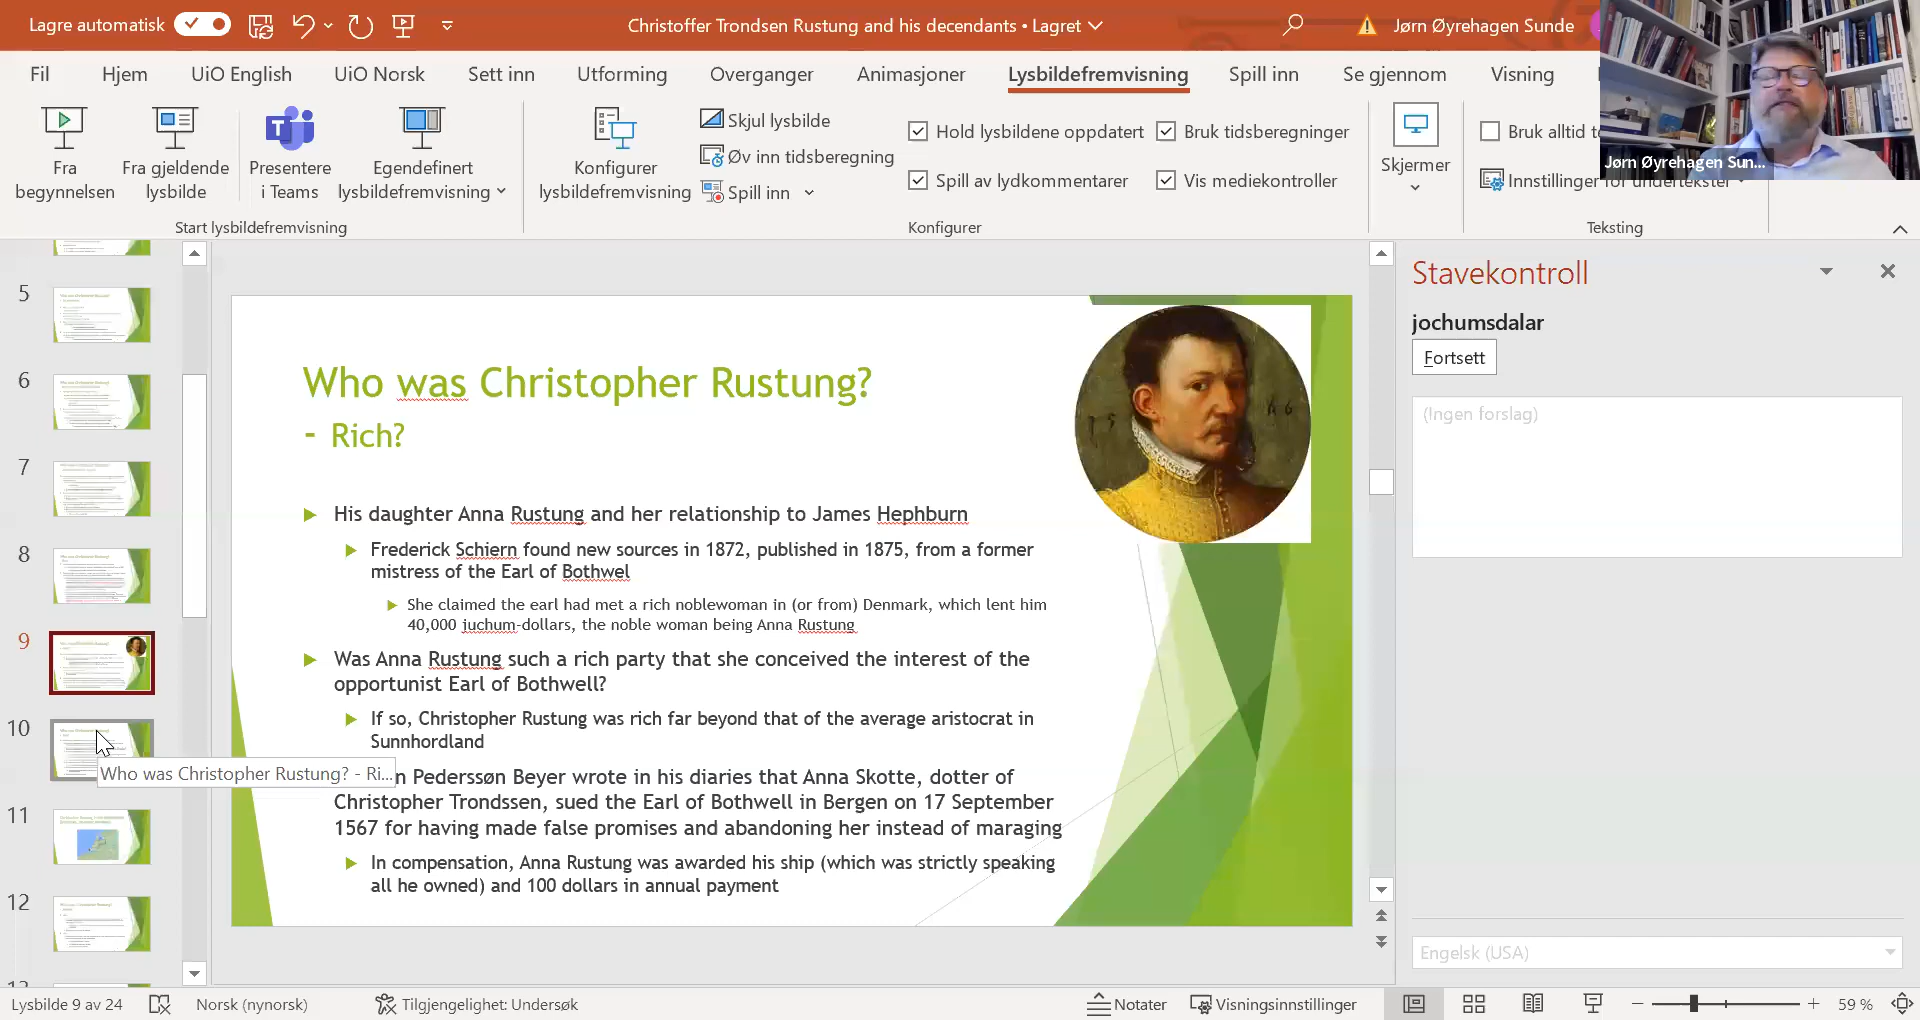 Lagre automatisk
Christoffer Trondsen Rustung and his decendants • Lagret
Jørn Øyrehagen Sunde
Fil Hjem UiO English UiO Norsk Sett inn Utforming Overganger Animasjoner Lysbildefremvisning Spill inn Se gjennom Visning
Fra begynnelsen
Fra gjeldende lysbilde
Presentere i Teams
Egendefinert lysbildefremvisning
Start lysbildefremvisning
Konfigurer lysbildefremvisning
Skjul lysbilde
Øv inn tidsberegning
Spill inn
Hold lysbildene oppdatert
Bruk tidsberegninger
Spill av lydkommentarer
Vis mediekontroller
Konfigurer
Skjermer
Bruk alltid
Innstillinger for undertekster
Teksting
Jørn Øyrehagen Sun...
5
6
7
8
9
10
11
12
Who was Christopher Rustung? - Ri...
Who was Christopher Rustung?
- Rich?
15 66
His daughter Anna Rustung and her relationship to James Hephburn
Frederick Schiern found new sources in 1872, published in 1875, from a former
mistress of the Earl of Bothwel
She claimed the earl had met a rich noblewoman in (or from) Denmark, which lent him
40,000 juchum-dollars, the noble woman being Anna Rustung
Was Anna Rustung such a rich party that she conceived the interest of the
opportunist Earl of Bothwell?
If so, Christopher Rustung was rich far beyond that of the average aristocrat in
Sunnhordland
n Pederssøn Beyer wrote in his diaries that Anna Skotte, dotter of
Christopher Trondssen, sued the Earl of Bothwell in Bergen on 17 September
1567 for having made false promises and abandoning her instead of maraging
In compensation, Anna Rustung was awarded his ship (which was strictly speaking
all he owned) and 100 dollars in annual payment
Stavekontroll
jochumsdalar
Fortsett
(Ingen forslag)
Engelsk (USA)
Lysbilde 9 av 24
Norsk (nynorsk)
Tilgjengelighet: Undersøk
Notater
Visningsinnstillinger
59 %